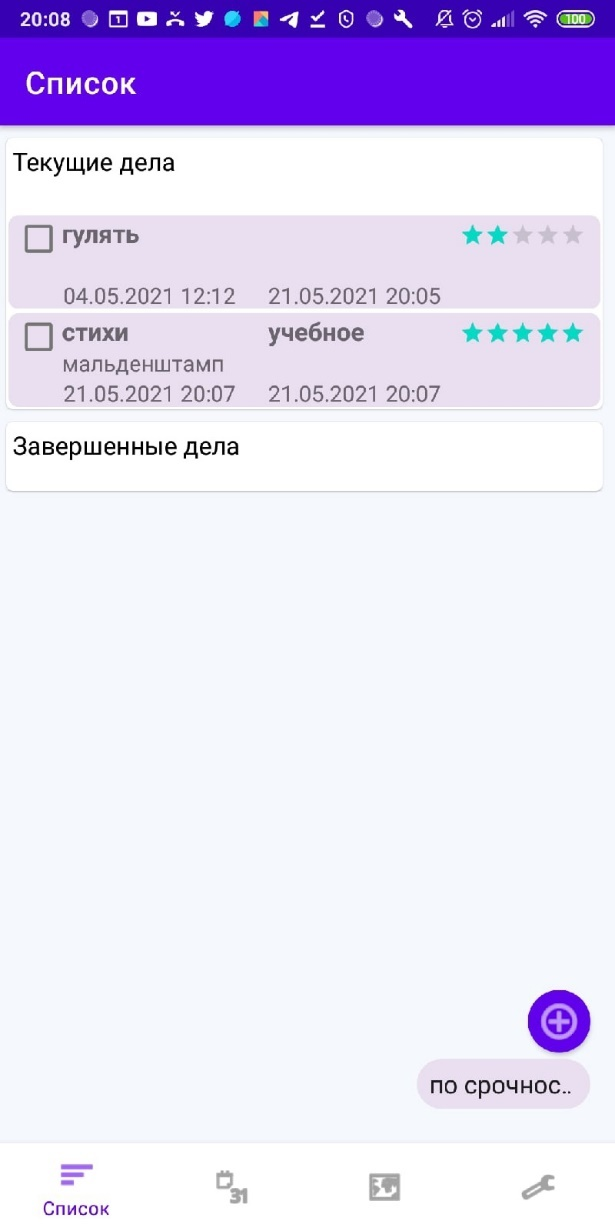 20:08 100
Список
Текущие дела
гулять
04.05.2021 12:12 21.05.2021 20:05
стихи учебное
мальденштамп
21.05.2021 20:07 21.05.2021 20:07
Завершенные дела
по срочнос..
31
Список